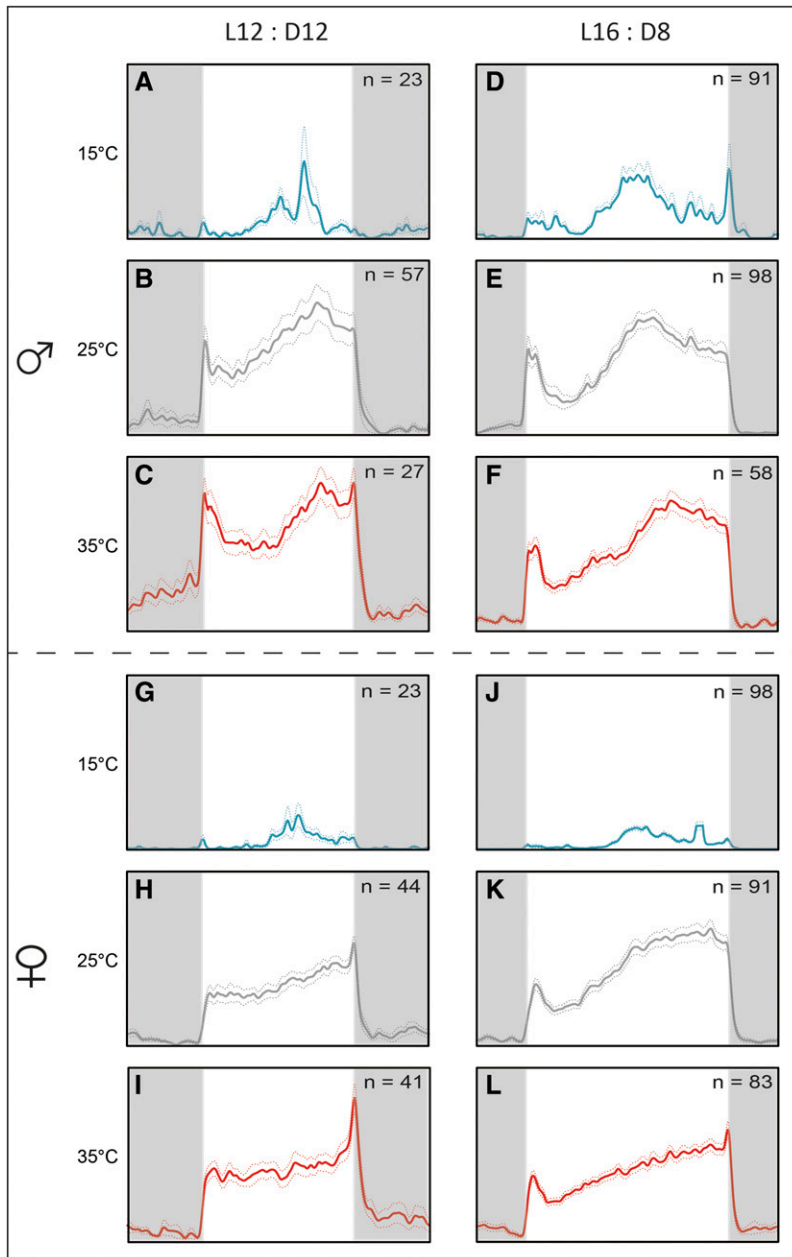 L12 : D12
L16 : D8
♂
15°C
A
n = 23
D
n = 91
25°C
B
n = 57
E
n = 98
35°C
C
n = 27
F
n = 58
♀
15°C
G
n = 23
J
n = 98
25°C
H
n = 44
K
n = 91
35°C
I
n = 41
L
n = 83